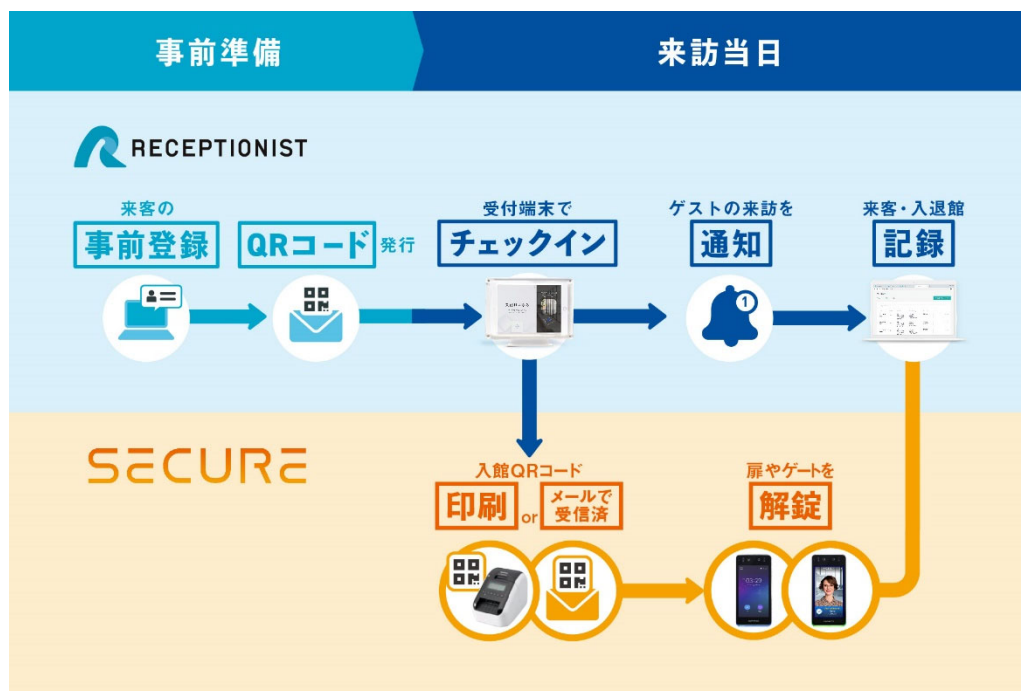 事前準備
来訪当日
RECEPTIONIST
来客の
事前登録
QRコード発行
受付端末で
チェックイン
ゲストの来訪を
通知
1
来客・入退館
記録
SECURE
入館QRコード
印刷
or
メールで
受信済
扉やゲートを
解錠
03:29